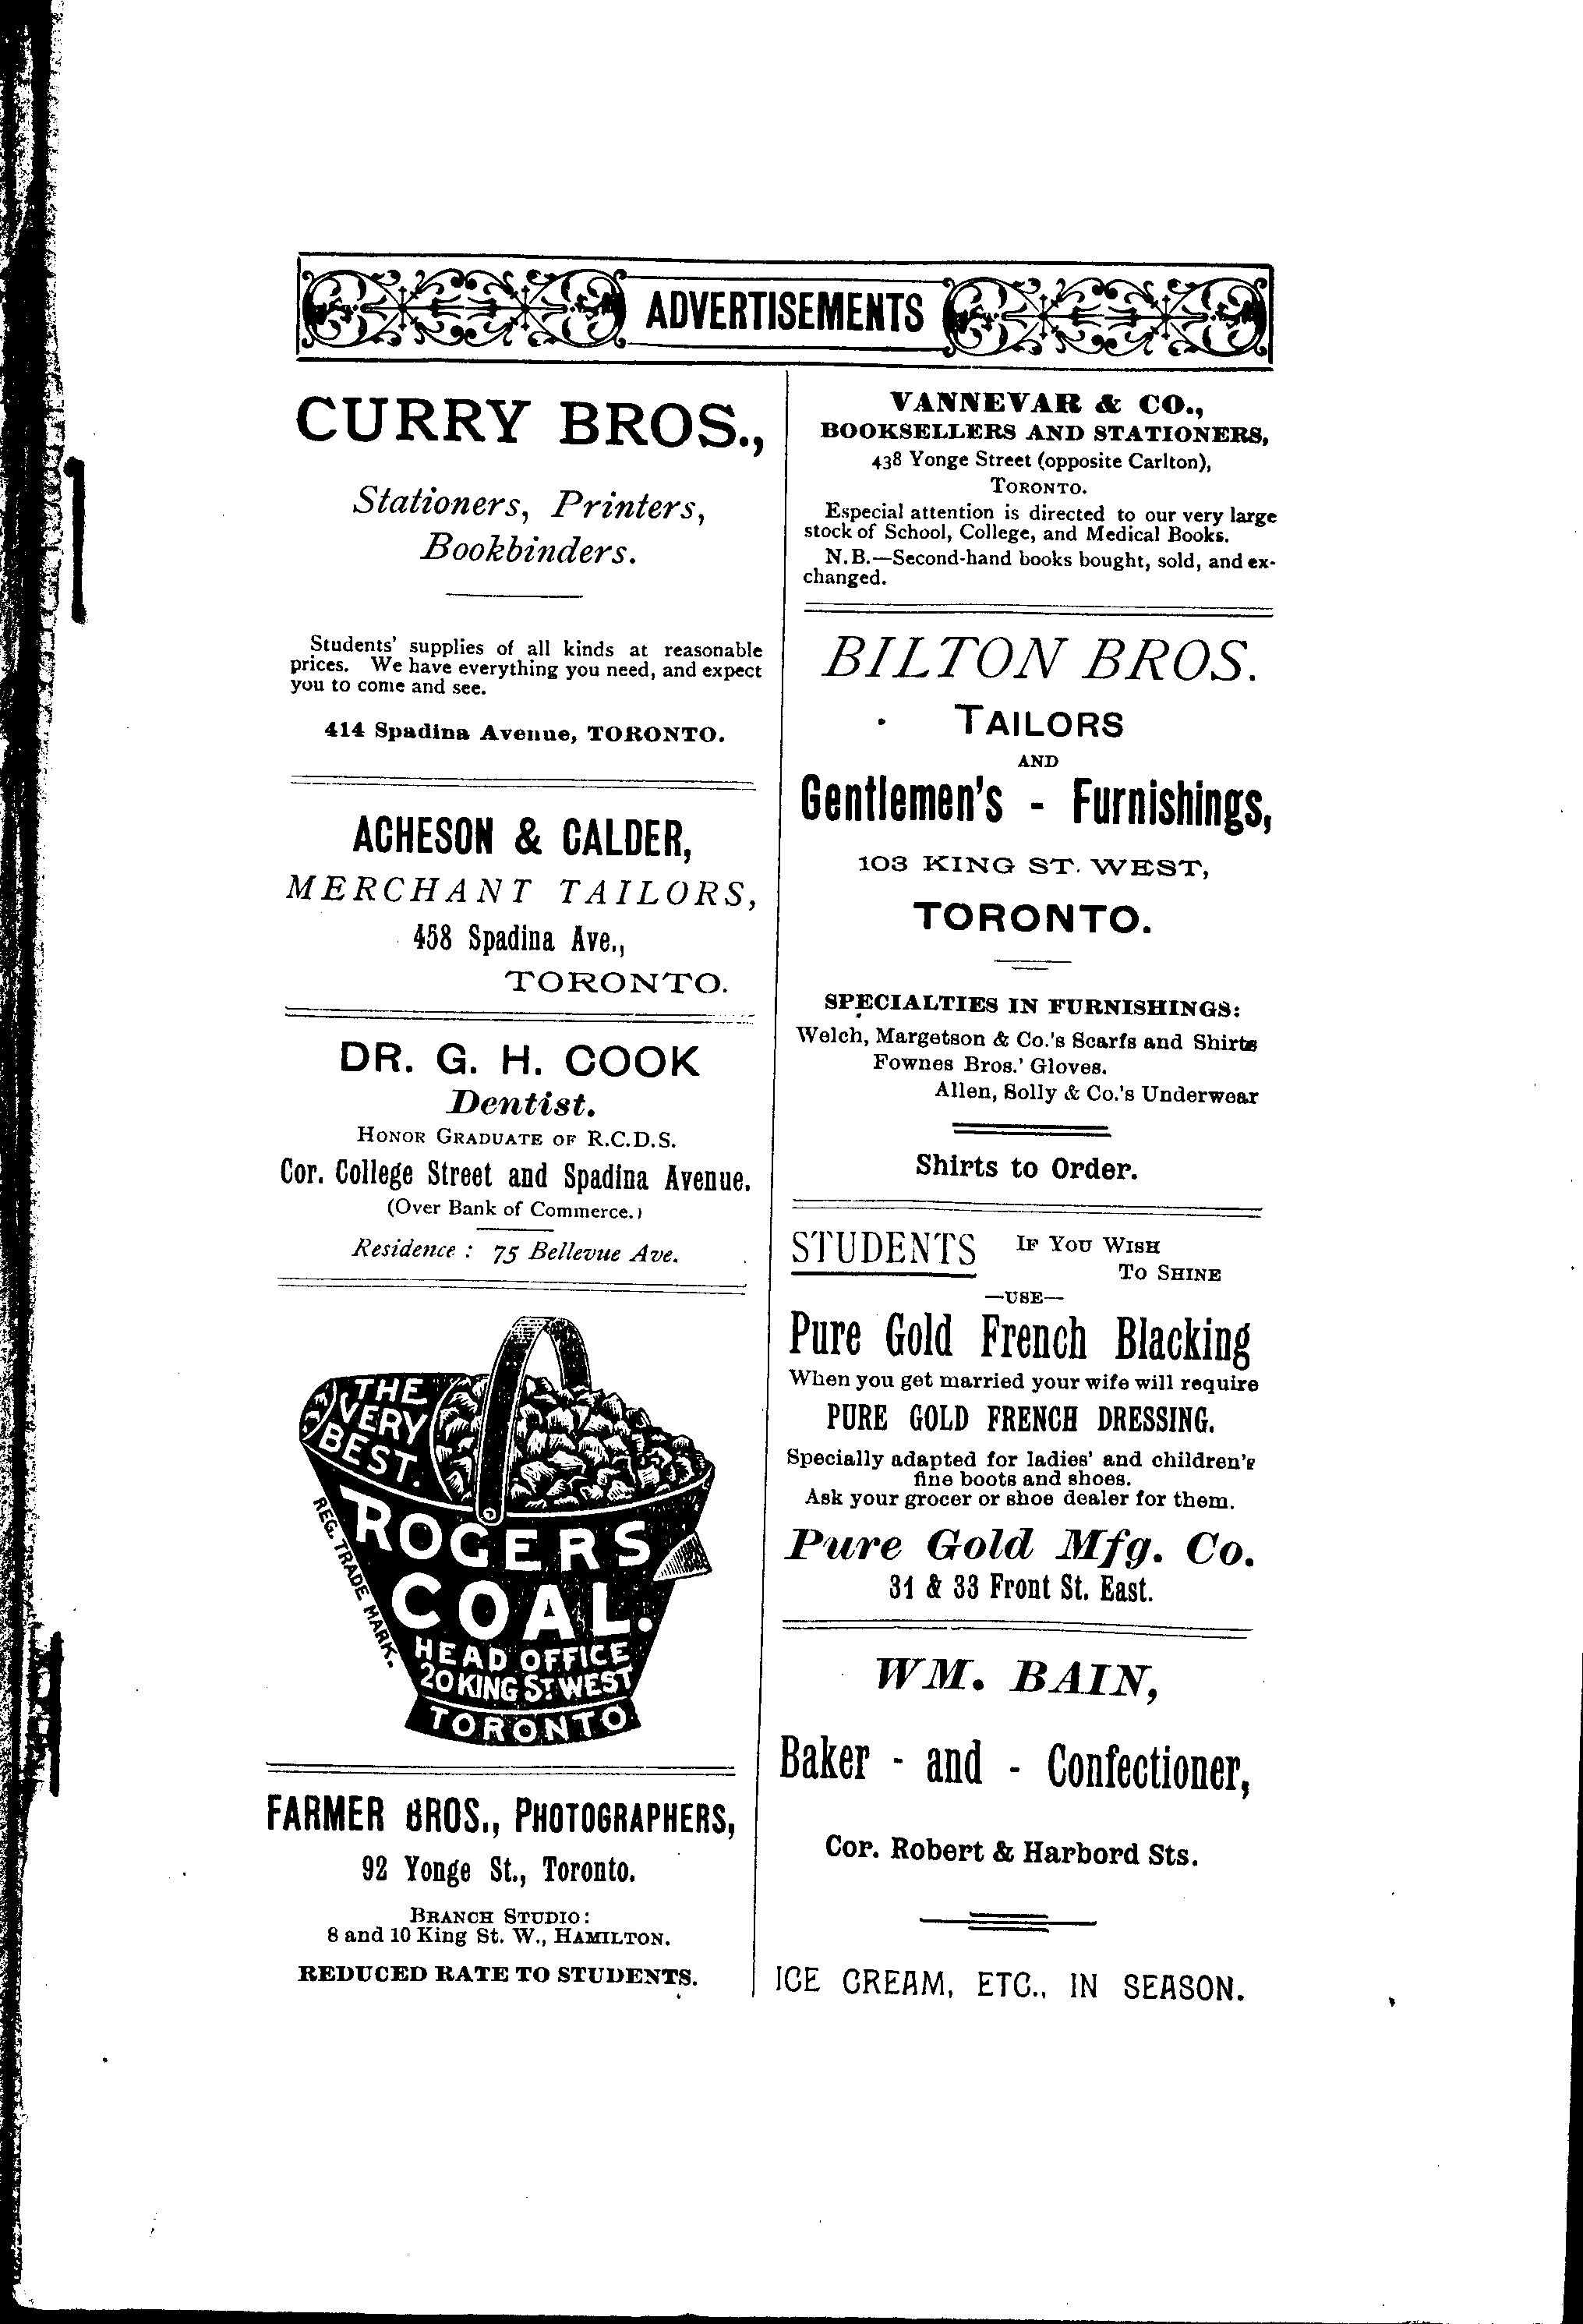 ADVERTISEMENTS
CURRY BROS.,
Stationers, Printers,
Bookbinders.
Students' supplies of all kinds at reasonable
prices. We have everything you need, and expect
you to come and see.
414 Spadina Avenue, TORONTO.
ACHESON & CALDER,
MERCHANT TAILORS,
458 Spadina Ave.,
TORONTO.
DR. G. H. COOK
Dentist.
HONOR GRADUATE OF R.C.D.S.
Cor. College Street and Spadina Avenue.
(Over Bank of Commerce.)
Residence : 75 Bellevue Ave.
THE
VERY
BEST.
ROGERS
COAL.
HEAD OFFICE
20 KING ST WEST
TORONTO
REG. TRADE MARK.
FARMER BROS., PHOTOGRAPHERS,
92 Yonge St., Toronto.
BRANCH STUDIO:
8 and 10 King St. W., HAMILTON.
REDUCED RATE TO STUDENTS.
VANNEVAR & CO.,
BOOKSELLERS AND STATIONERS,
438 Yonge Street (opposite Carlton),
TORONTO.
Especial attention is directed to our very large
stock of School, College, and Medical Books.
N.B.—Second-hand books bought, sold, and ex-
changed.
BILTON BROS.
TAILORS
AND
Gentlemen's - Furnishings,
103 KING ST. WEST,
TORONTO.
SPECIALTIES IN FURNISHINGS:
Welch, Margetson & Co.'s Scarfs and Shirts
Fownes Bros.' Gloves.
Allen, Solly & Co.'s Underwear
Shirts to Order.
STUDENTS IF YOU WISH
TO SHINE
—USE—
Pure Gold French Blacking
When you get married your wife will require
PURE GOLD FRENCH DRESSING.
Specially adapted for ladies' and children's
fine boots and shoes.
Ask your grocer or shoe dealer for them.
Pure Gold Mfg. Co.
31 & 33 Front St. East.
WM. BAIN,
Baker - and - Confectioner,
Cor. Robert & Harbord Sts.
ICE CREAM, ETC., IN SEASON.